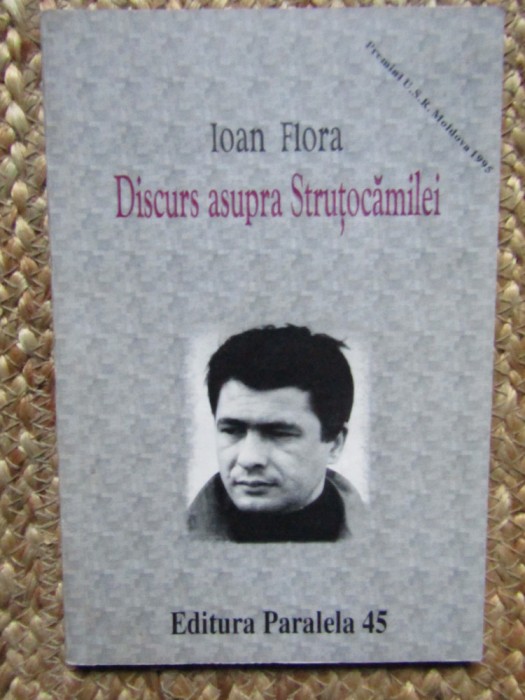 Premiul U.S.R. Moldova 1995
Ioan Flora
Discurs asupra Struțocămilei
Editura Paralela 45